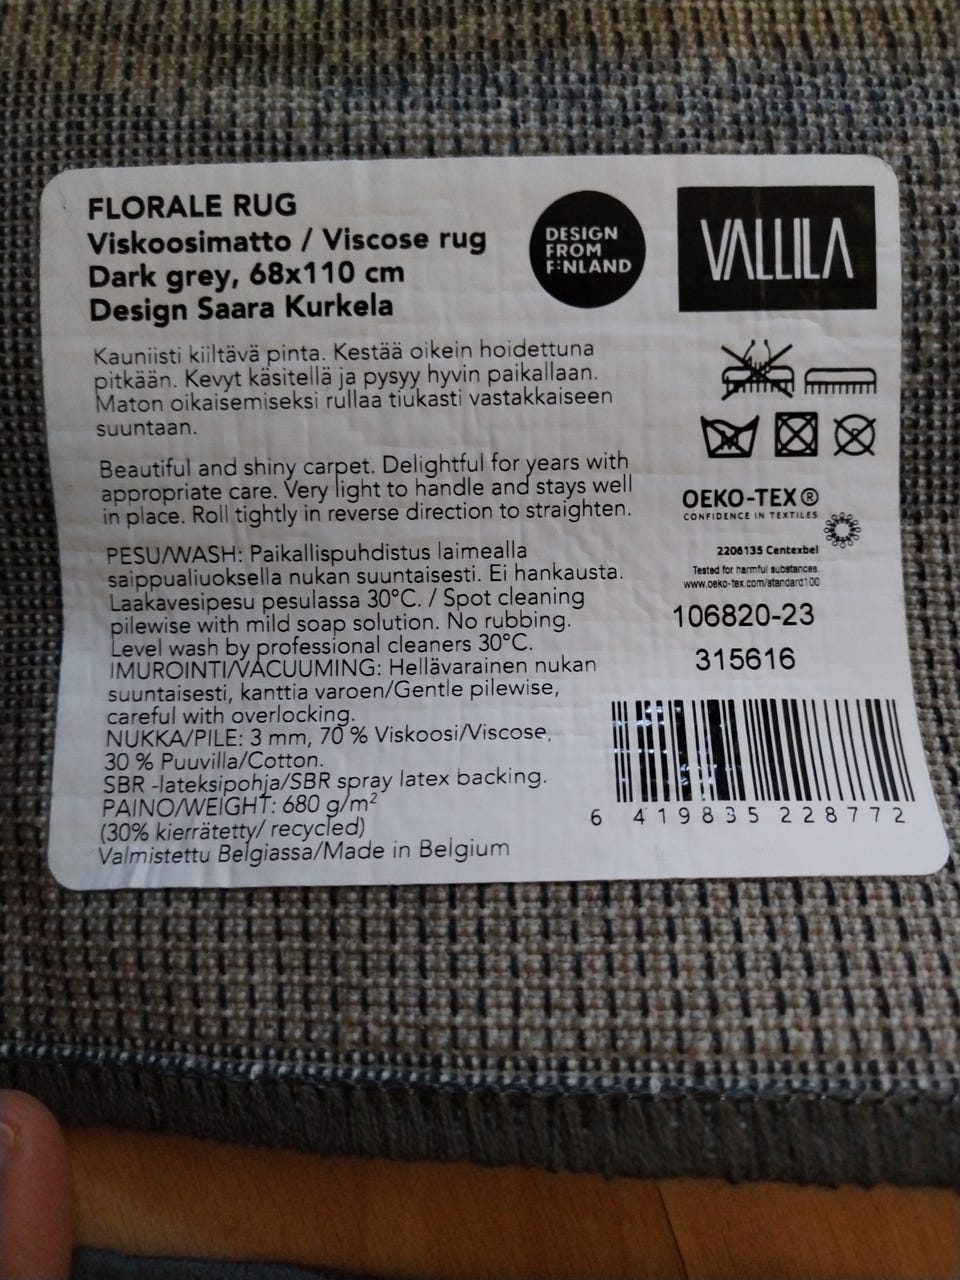 FLORALE RUG
Viskoosimatto / Viscose rug
Dark grey, 68x110 cm
Design Saara Kurkela
DESIGN
FROM
FINLAND
VALLILA
Kauniisti kiiltävä pinta. Kestää oikein hoidettuna
pitkään. Kevyt käsitellä ja pysyy hyvin paikallaan.
Maton oikaisemiseksi rullaa tiukasti vastakkaiseen
suuntaan.
Beautiful and shiny carpet. Delightful for years with
appropriate care. Very light to handle and stays well
in place. Roll tightly in reverse direction to straighten.
PESU/WASH: Paikallispuhdistus laimealla
saippualiuoksella nukan suuntaisesti. Ei hankausta.
Laakavesipesu pesulassa 30°C. / Spot cleaning
pilewise with mild soap solution. No rubbing.
Level wash by professional cleaners 30°C.
IMUROINTI/VACUUMING: Hellävarainen nukan
suuntaisesti, kanttia varoen/Gentle pilewise,
careful with overlocking.
NUKKA/PILE: 3 mm, 70 % Viskoosi/Viscose,
30 % Puuvilla/Cotton.
SBR -lateksipohja/SBR spray latex backing.
PAINO/WEIGHT: 680 g/m²
(30% kierrätetty/ recycled)
Valmistettu Belgiassa/Made in Belgium
OEKO-TEX®
CONFIDENCE IN TEXTILES
2206135 Centexbel
Tested for harmful substances.
www.oeko-tex.com/standard100
106820-23
315616
6 419835 228772